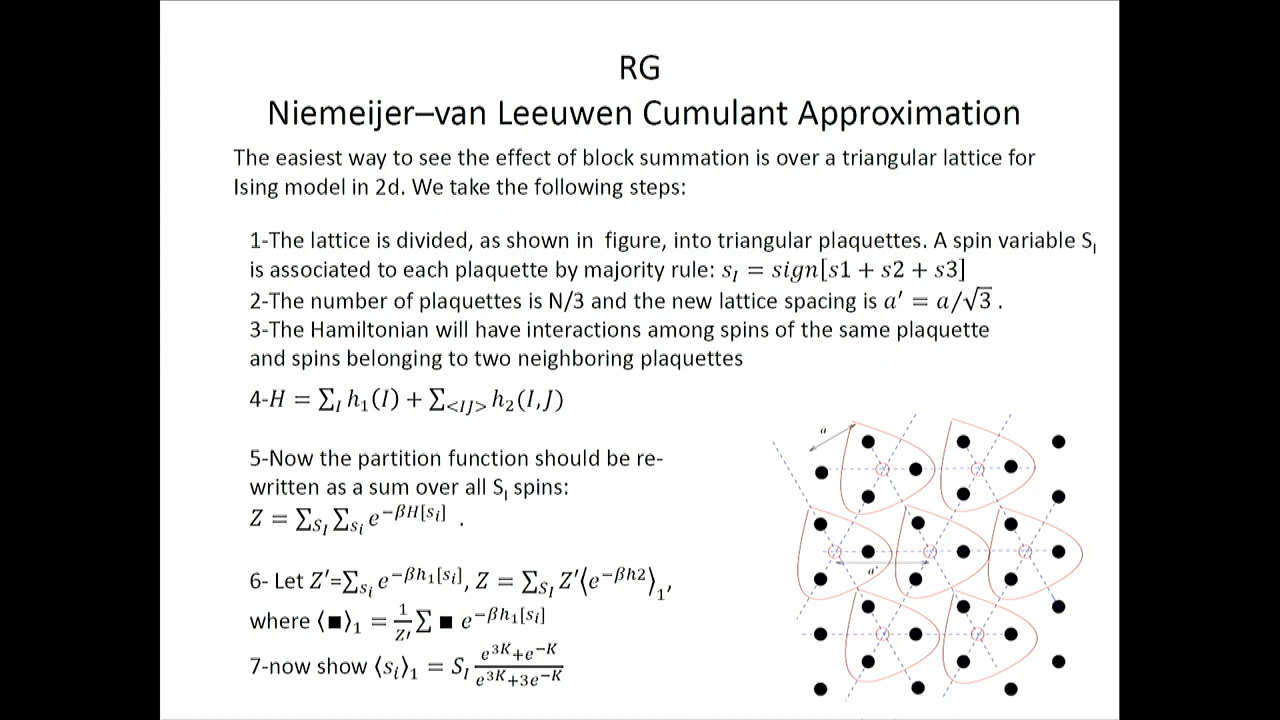 RG
Niemeijer–van Leeuwen Cumulant Approximation
The easiest way to see the effect of block summation is over a triangular lattice for
Ising model in 2d. We take the following steps:
1-The lattice is divided, as shown in figure, into triangular plaquettes. A spin variable S_I
is associated to each plaquette by majority rule: s_I = sign[s1 + s2 + s3]
2-The number of plaquettes is N/3 and the new lattice spacing is a′ = a/√3 .
3-The Hamiltonian will have interactions among spins of the same plaquette
and spins belonging to two neighboring plaquettes
4-H = ∑_I h_1(I) + ∑_{<IJ>} h_2(I,J)
5-Now the partition function should be re-
written as a sum over all S_I spins:
Z = ∑_{S_I} ∑_{s_i} e^{−βH[s_i]} .
6- Let Z′=∑_{s_i} e^{−βh_1[s_i]}, Z = ∑_{S_I} Z′⟨e^{−βh2}⟩_1,
where ⟨■⟩_1 = \frac{1}{Z′} ∑ ■ e^{−βh_1[s_i]}
7-now show ⟨s_i⟩_1 = S_I \frac{e^{3K}+e^{−K}}{e^{3K}+3e^{−K}}
a
a'